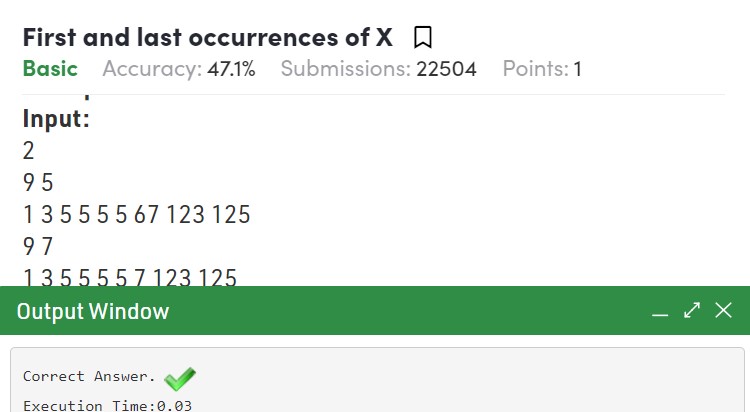 First and last occurrences of X
Basic Accuracy: 47.1% Submissions: 22504 Points: 1
Input:
2
9 5
1 3 5 5 5 5 67 123 125
9 7
1 3 5 5 5 5 7 123 125
Output Window
Correct Answer.
Execution Time:0.03